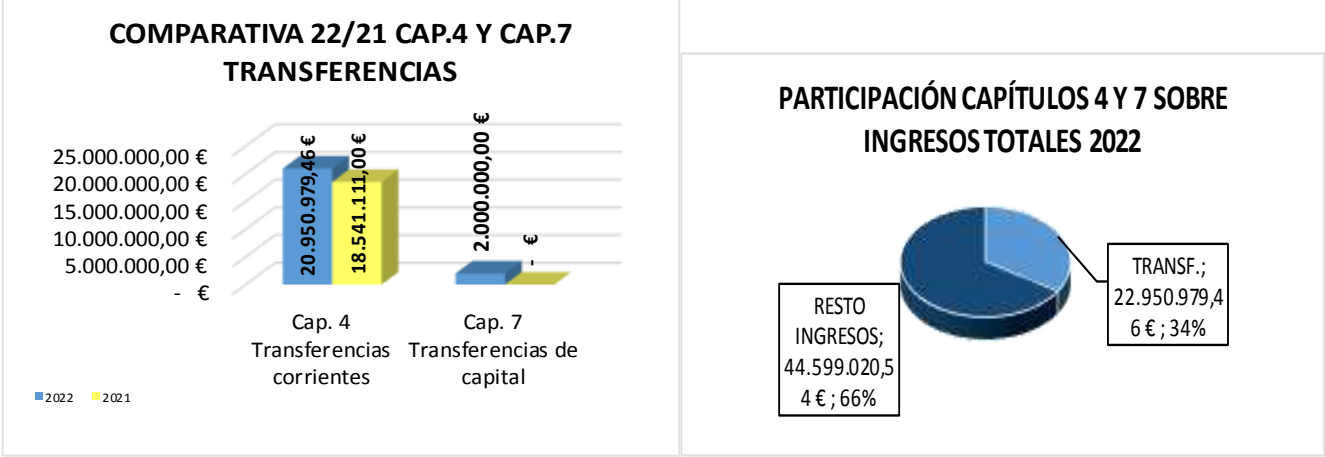 COMPARATIVA 22/21 CAP.4 Y CAP.7
TRANSFERENCIAS
25.000.000,00 €
20.000.000,00 €
15.000.000,00 €
10.000.000,00 €
5.000.000,00 €
- €
20.950.979,46 €
18.541.111,00 €
2.000.000,00 €
- €
Cap. 4
Transferencias
corrientes
Cap. 7
Transferencias de
capital
2022
2021
PARTICIPACIÓN CAPÍTULOS 4 Y 7 SOBRE
INGRESOS TOTALES 2022
TRANSF.;
22.950.979,4
6 € ; 34%
RESTO
INGRESOS;
44.599.020,5
4 € ; 66%